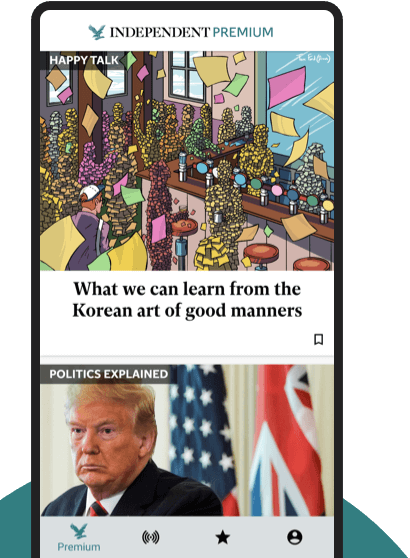 INDEPENDENT PREMIUM
HAPPY TALK
What we can learn from the
Korean art of good manners
POLITICS EXPLAINED
Premium